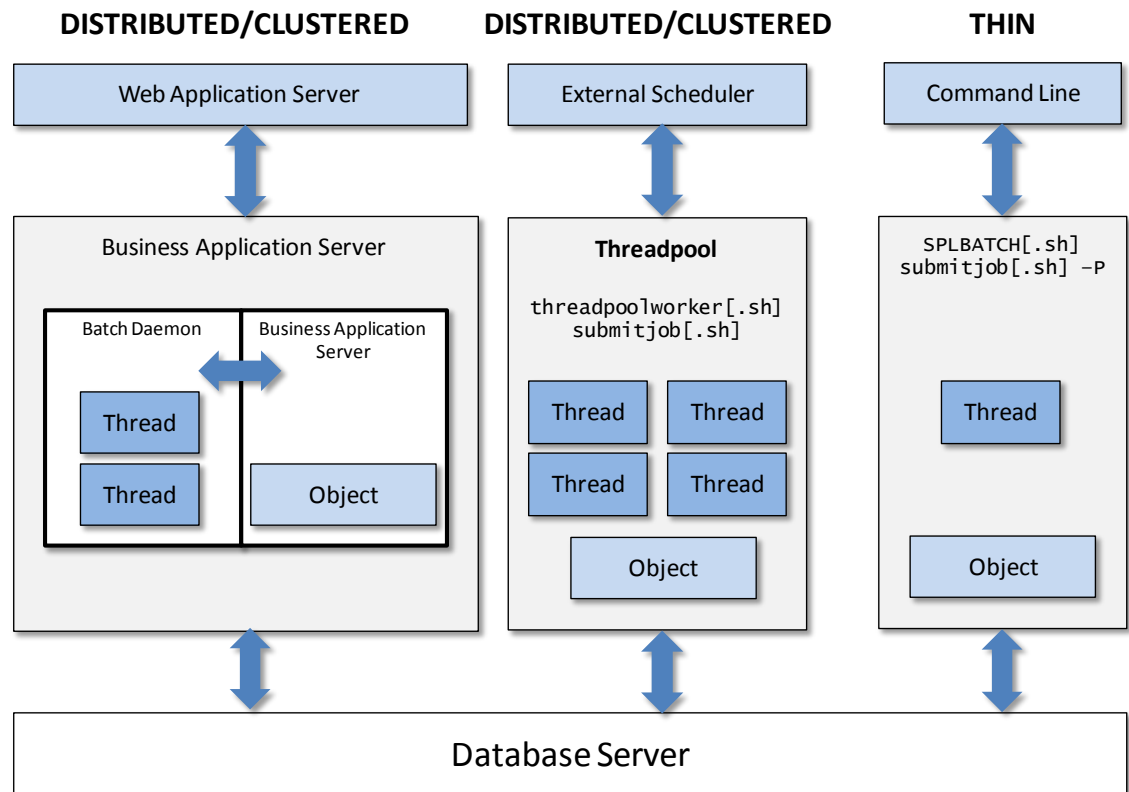 DISTRIBUTED/CLUSTERED
DISTRIBUTED/CLUSTERED
THIN
Web Application Server
External Scheduler
Command Line
Business Application Server
Batch Daemon
Business Application
Server
Thread
Thread
Object
Threadpool
threadpoolworker[.sh]
submitjob[.sh]
Thread
Thread
Thread
Thread
Object
SPLBATCH[.sh]
submitjob[.sh] –P
Thread
Object
Database Server